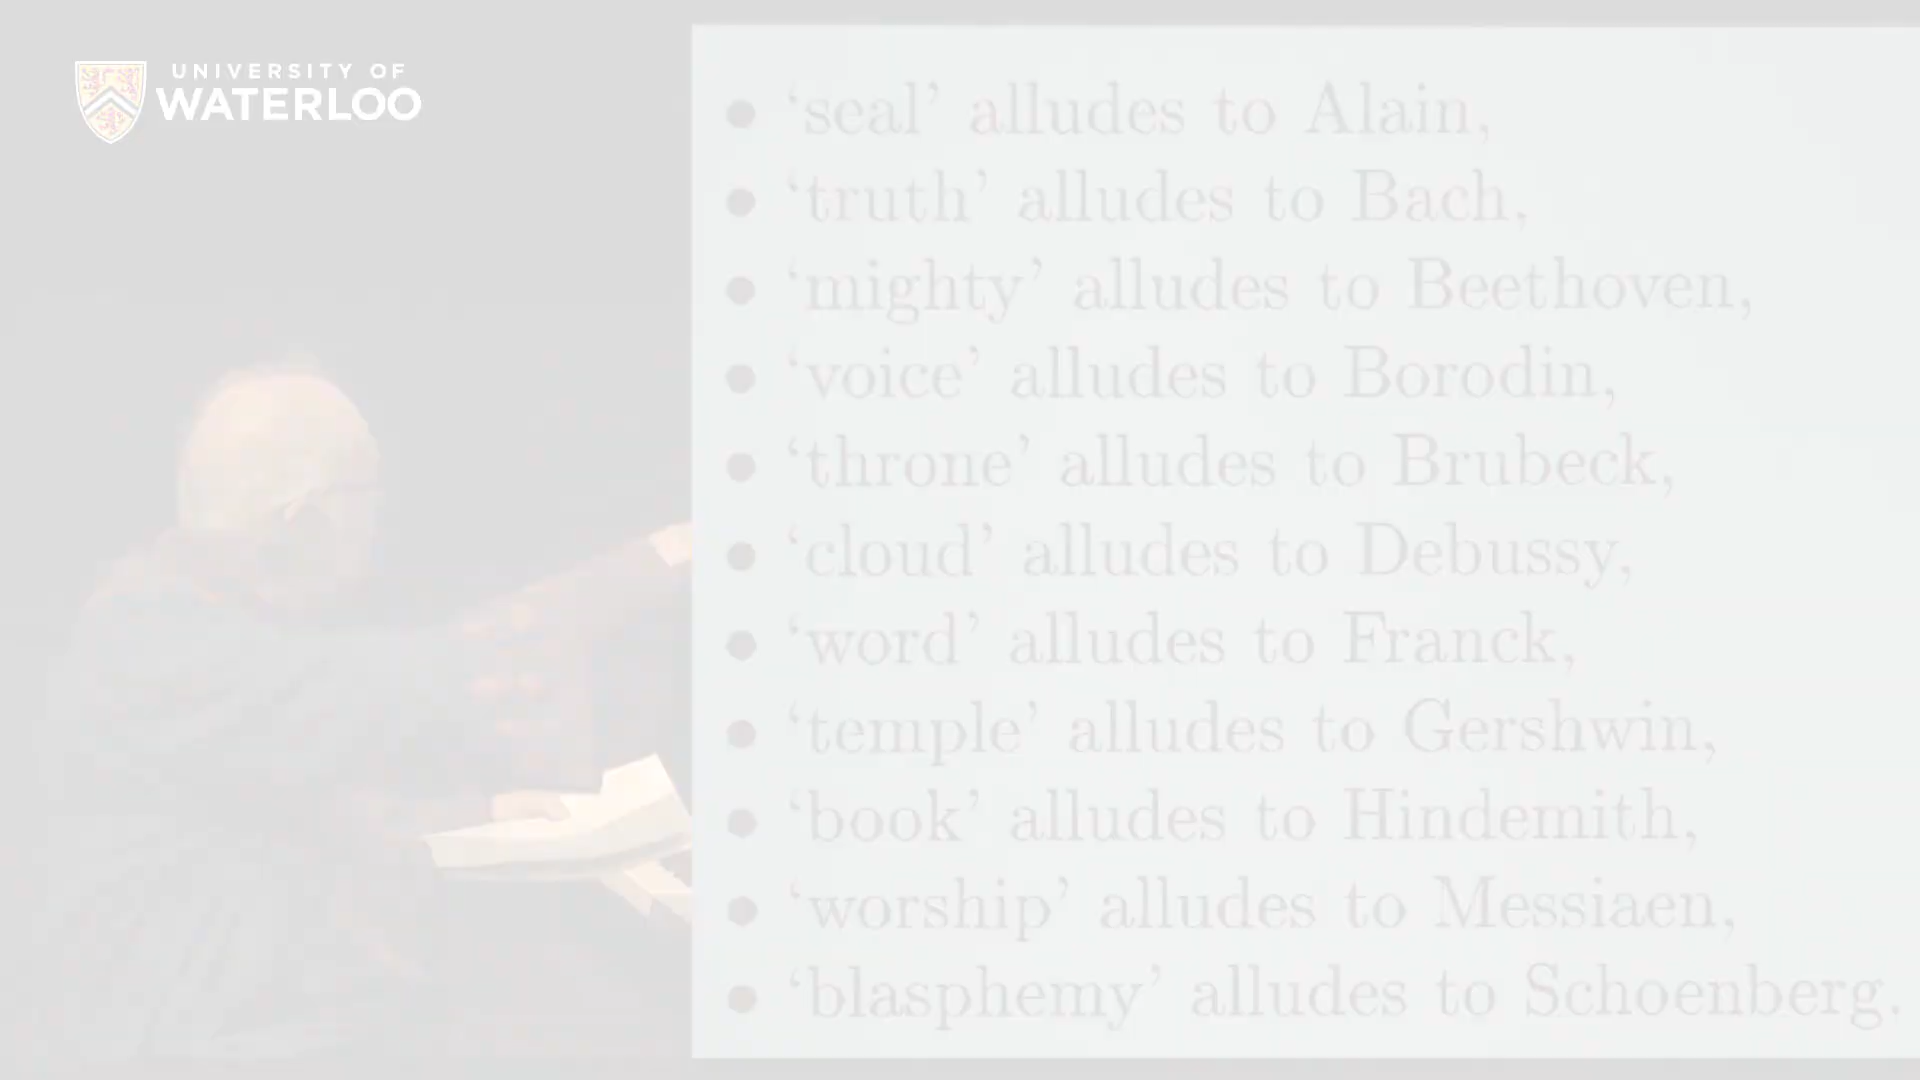 UNIVERSITY OF
WATERLOO
• ‘seal’ alludes to Alain,
• ‘truth’ alludes to Bach,
• ‘mighty’ alludes to Beethoven,
• ‘voice’ alludes to Borodin,
• ‘throne’ alludes to Brubeck,
• ‘cloud’ alludes to Debussy,
• ‘word’ alludes to Franck,
• ‘temple’ alludes to Gershwin,
• ‘book’ alludes to Hindemith,
• ‘worship’ alludes to Messiaen,
• ‘blasphemy’ alludes to Schoenberg.